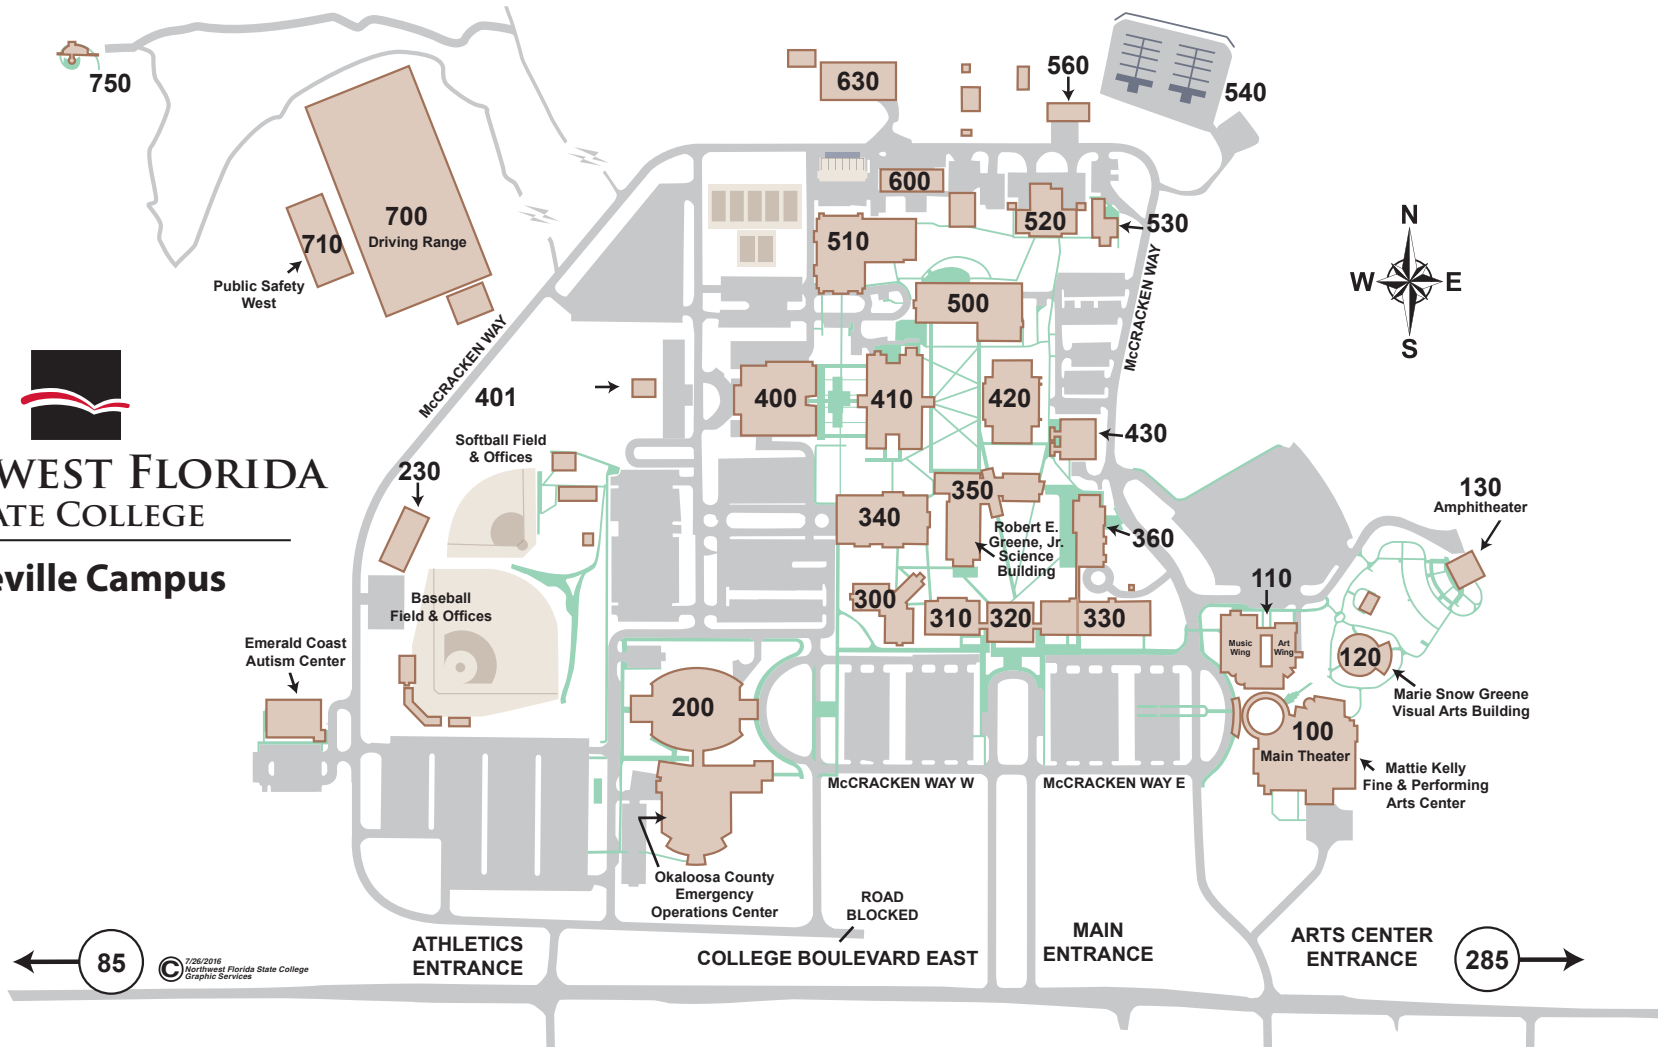 750
630
560
540
600
700
Driving Range
710
Public Safety
West
510
520
530
N
W
E
S
500
McCRACKEN WAY
McCRACKEN WAY
401
400
410
420
430
WEST FLORIDA
ATE COLLEGE
eville Campus
Softball Field
& Offices
230
350
340
Robert E.
Greene, Jr.
Science
Building
360
130
Amphitheater
Baseball
Field & Offices
300
310
320
330
110
Music
Wing
Art
Wing
120
Marie Snow Greene
Visual Arts Building
Emerald Coast
Autism Center
200
100
Main Theater
Mattie Kelly
Fine & Performing
Arts Center
McCRACKEN WAY W
McCRACKEN WAY E
Okaloosa County
Emergency
Operations Center
ROAD
BLOCKED
85
C
7/26/2016
Northwest Florida State College
Graphic Services
ATHLETICS
ENTRANCE
COLLEGE BOULEVARD EAST
MAIN
ENTRANCE
ARTS CENTER
ENTRANCE
285